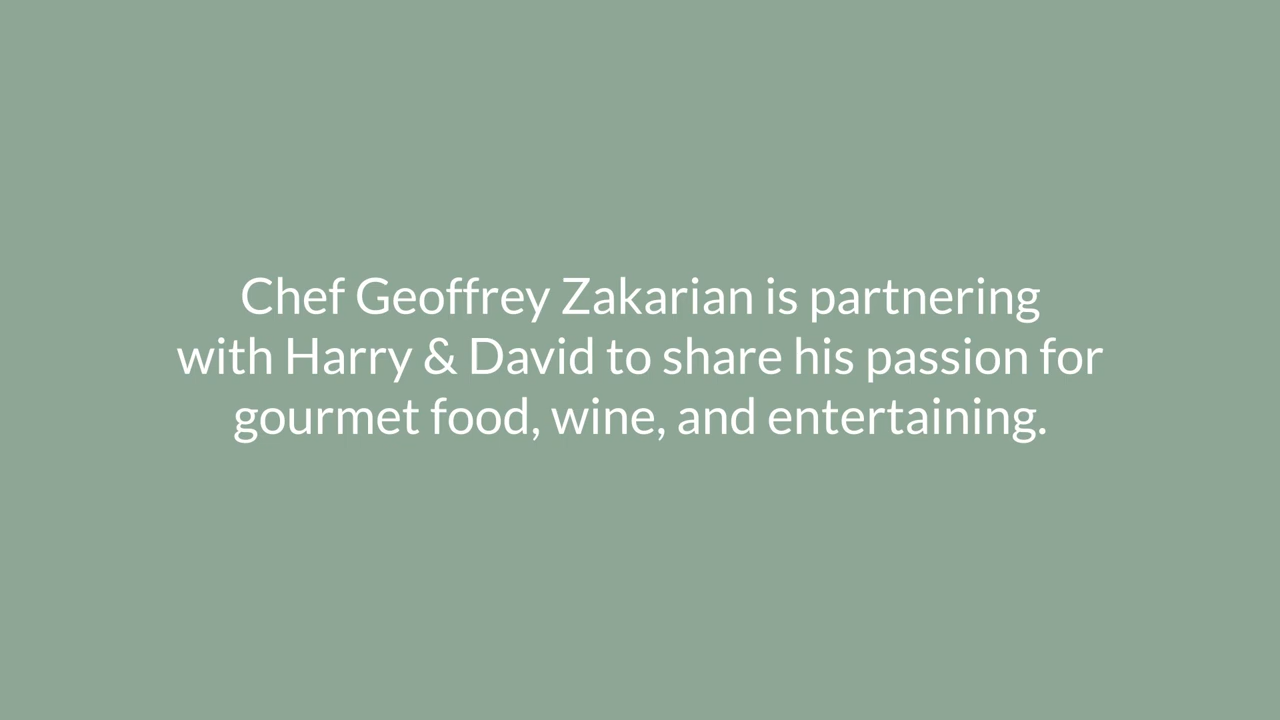 Chef Geoffrey Zakarian is partnering
with Harry & David to share his passion for
gourmet food, wine, and entertaining.